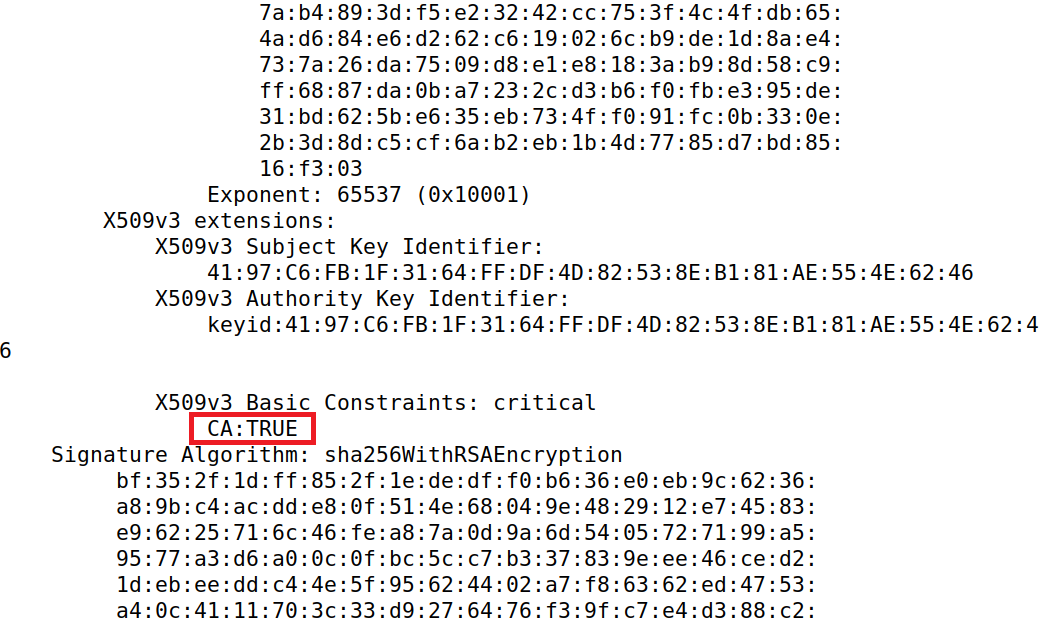 7a:b4:89:3d:f5:e2:32:42:cc:75:3f:4c:4f:db:65:
4a:d6:84:e6:d2:62:c6:19:02:6c:b9:de:1d:8a:e4:
73:7a:26:da:75:09:d8:e1:e8:18:3a:b9:8d:58:c9:
ff:68:87:da:0b:a7:23:2c:d3:b6:f0:fb:e3:95:de:
31:bd:62:5b:e6:35:eb:73:4f:f0:91:fc:0b:33:0e:
2b:3d:8d:c5:cf:6a:b2:eb:1b:4d:77:85:d7:bd:85:
16:f3:03
Exponent: 65537 (0x10001)
X509v3 extensions:
X509v3 Subject Key Identifier:
41:97:C6:FB:1F:31:64:FF:DF:4D:82:53:8E:B1:81:AE:55:4E:62:46
X509v3 Authority Key Identifier:
keyid:41:97:C6:FB:1F:31:64:FF:DF:4D:82:53:8E:B1:81:AE:55:4E:62:4
6
X509v3 Basic Constraints: critical
CA:TRUE
Signature Algorithm: sha256WithRSAEncryption
bf:35:2f:1d:ff:85:2f:1e:de:df:f0:b6:36:e0:eb:9c:62:36:
a8:9b:c4:ac:dd:e8:0f:51:4e:68:04:9e:48:29:12:e7:45:83:
e9:62:25:71:6c:46:fe:a8:7a:0d:9a:6d:54:05:72:71:99:a5:
95:77:a3:d6:a0:0c:0f:bc:5c:c7:b3:37:83:9e:ee:46:ce:d2:
1d:eb:ee:dd:c4:4e:5f:95:62:44:02:a7:f8:63:62:ed:47:53:
a4:0c:41:11:70:3c:33:d9:27:64:76:f3:9f:c7:e4:d3:88:c2: